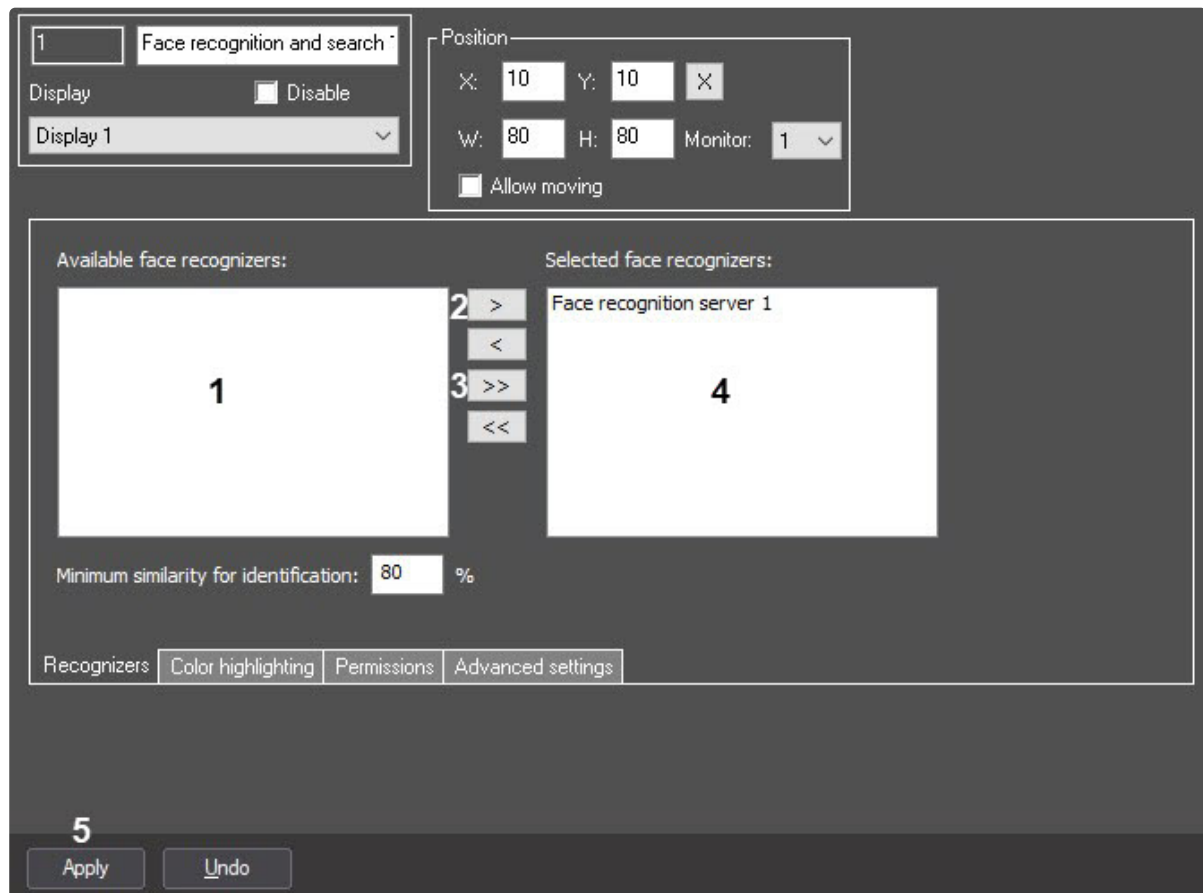 1
Face recognition and search
Display
Disable
Display 1
Position
X: 10 Y: 10 X
W: 80 H: 80 Monitor: 1
Allow moving
Available face recognizers:
Selected face recognizers:
1
2 >
<
3 >>
<<
Face recognition server 1
4
Minimum similarity for identification: 80 %
Recognizers Color highlighting Permissions Advanced settings
5
Apply Undo